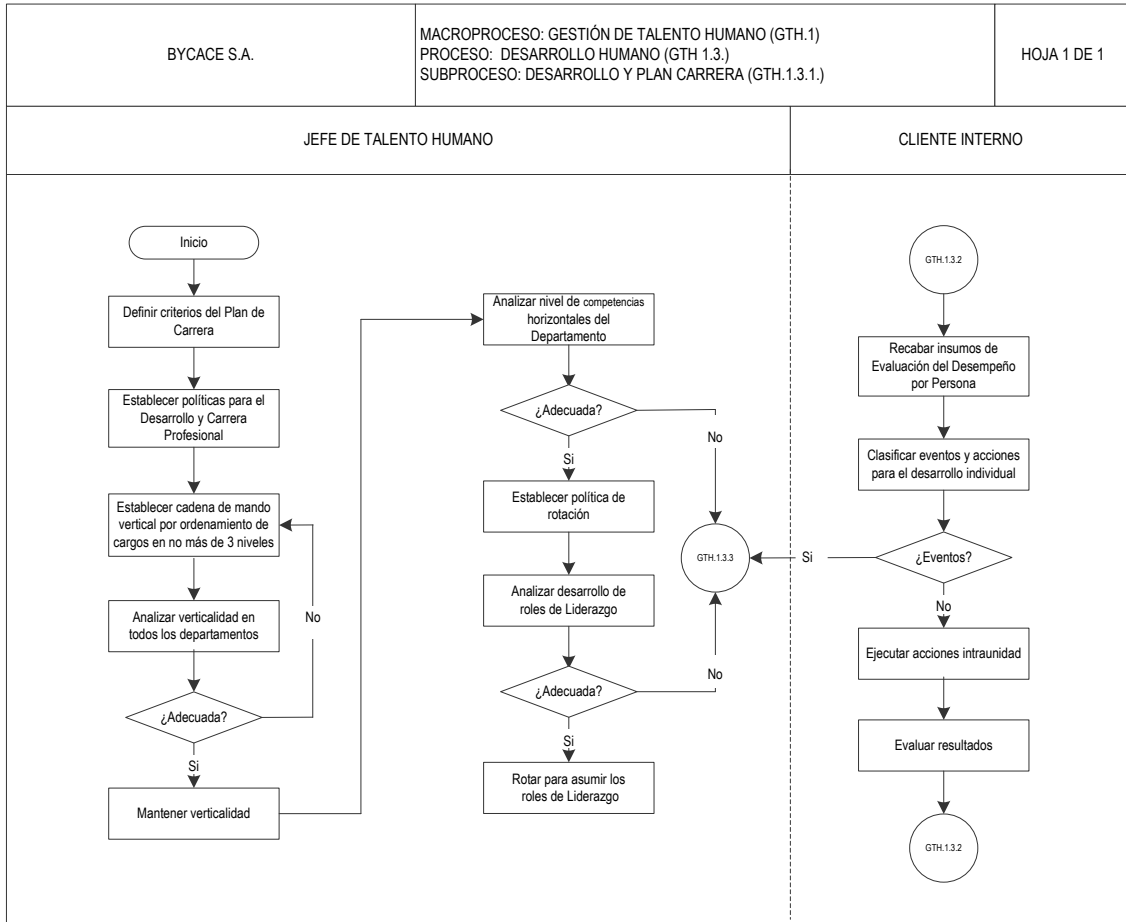 BYCACE S.A.
MACROPROCESO: GESTIÓN DE TALENTO HUMANO (GTH.1)
PROCESO: DESARROLLO HUMANO (GTH 1.3.)
SUBPROCESO: DESARROLLO Y PLAN CARRERA (GTH.1.3.1.)
HOJA 1 DE 1
JEFE DE TALENTO HUMANO
CLIENTE INTERNO
Inicio
Definir criterios del Plan de
Carrera
Establecer políticas para el
Desarrollo y Carrera
Profesional
Establecer cadena de mando
vertical por ordenamiento de
cargos en no más de 3 niveles
Analizar verticalidad en
todos los departamentos
No
¿Adecuada?
Si
Mantener verticalidad
Analizar nivel de competencias
horizontales del
Departamento
¿Adecuada?
No
Si
Establecer política de
rotación
GTH.1.3.3
Analizar desarrollo de
roles de Liderazgo
¿Adecuada?
No
Si
Rotar para asumir los
roles de Liderazgo
GTH.1.3.2
Recabar insumos de
Evaluación del Desempeño
por Persona
Clasificar eventos y acciones
para el desarrollo individual
¿Eventos?
Si
No
Ejecutar acciones intraunidad
Evaluar resultados
GTH.1.3.2